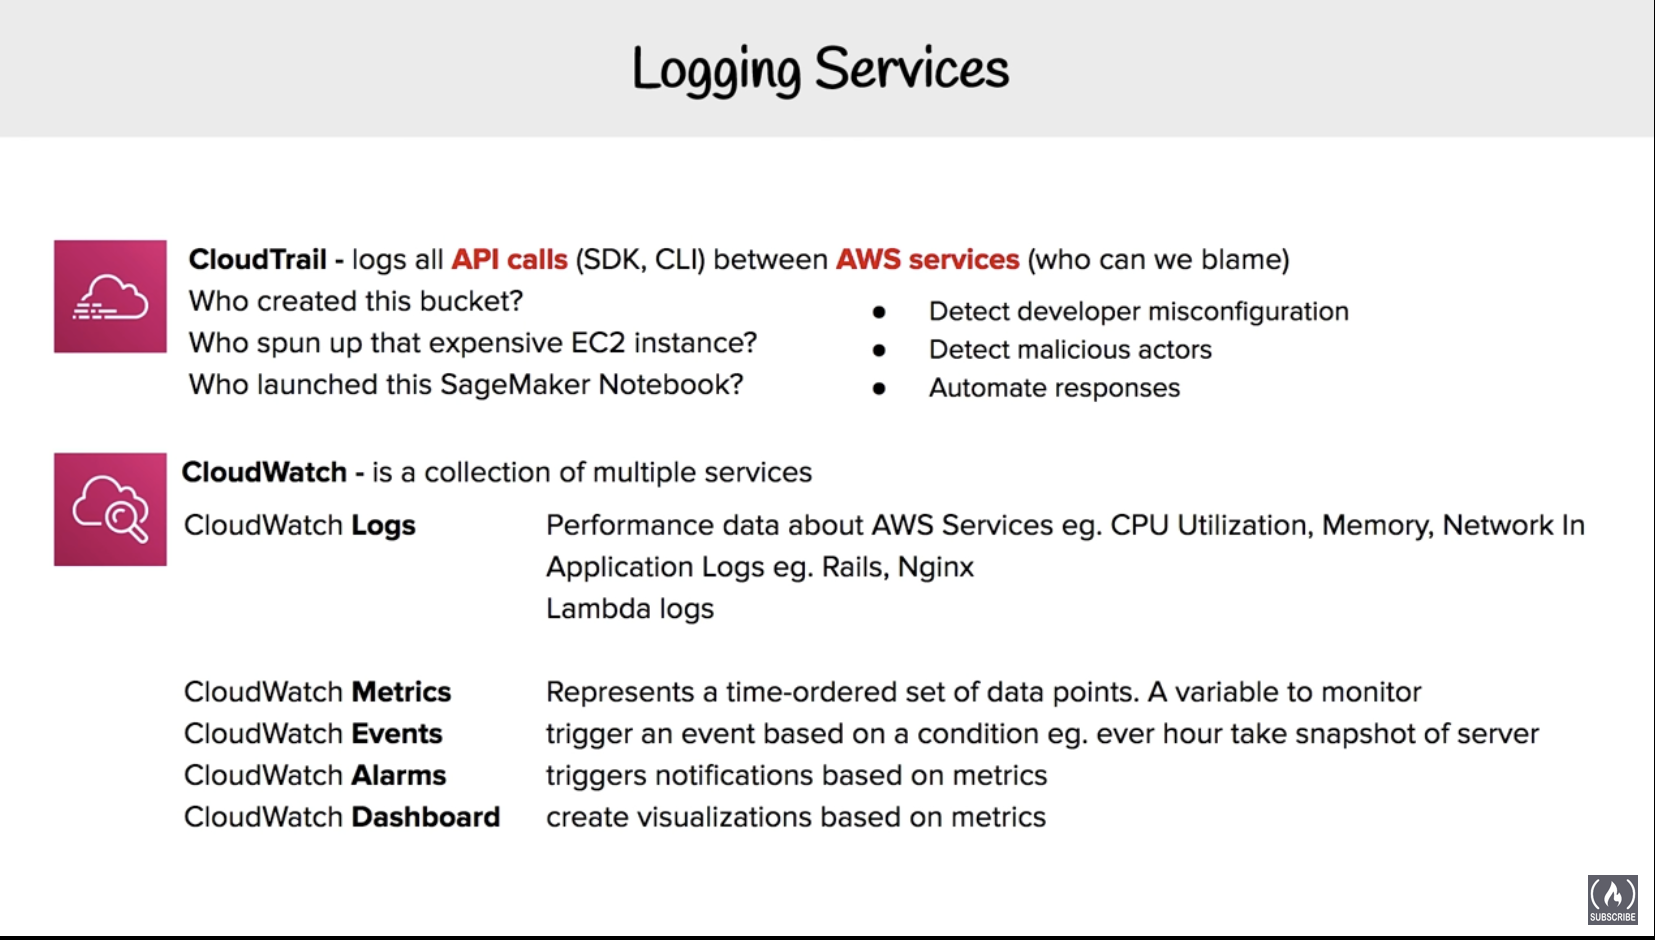 Logging Services
CloudTrail - logs all API calls (SDK, CLI) between AWS services (who can we blame)
Who created this bucket?
Who spun up that expensive EC2 instance?
Who launched this SageMaker Notebook?
● Detect developer misconfiguration
● Detect malicious actors
● Automate responses
CloudWatch - is a collection of multiple services
CloudWatch Logs Performance data about AWS Services eg. CPU Utilization, Memory, Network In
Application Logs eg. Rails, Nginx
Lambda logs
CloudWatch Metrics Represents a time-ordered set of data points. A variable to monitor
CloudWatch Events trigger an event based on a condition eg. ever hour take snapshot of server
CloudWatch Alarms triggers notifications based on metrics
CloudWatch Dashboard create visualizations based on metrics
SUBSCRIBE